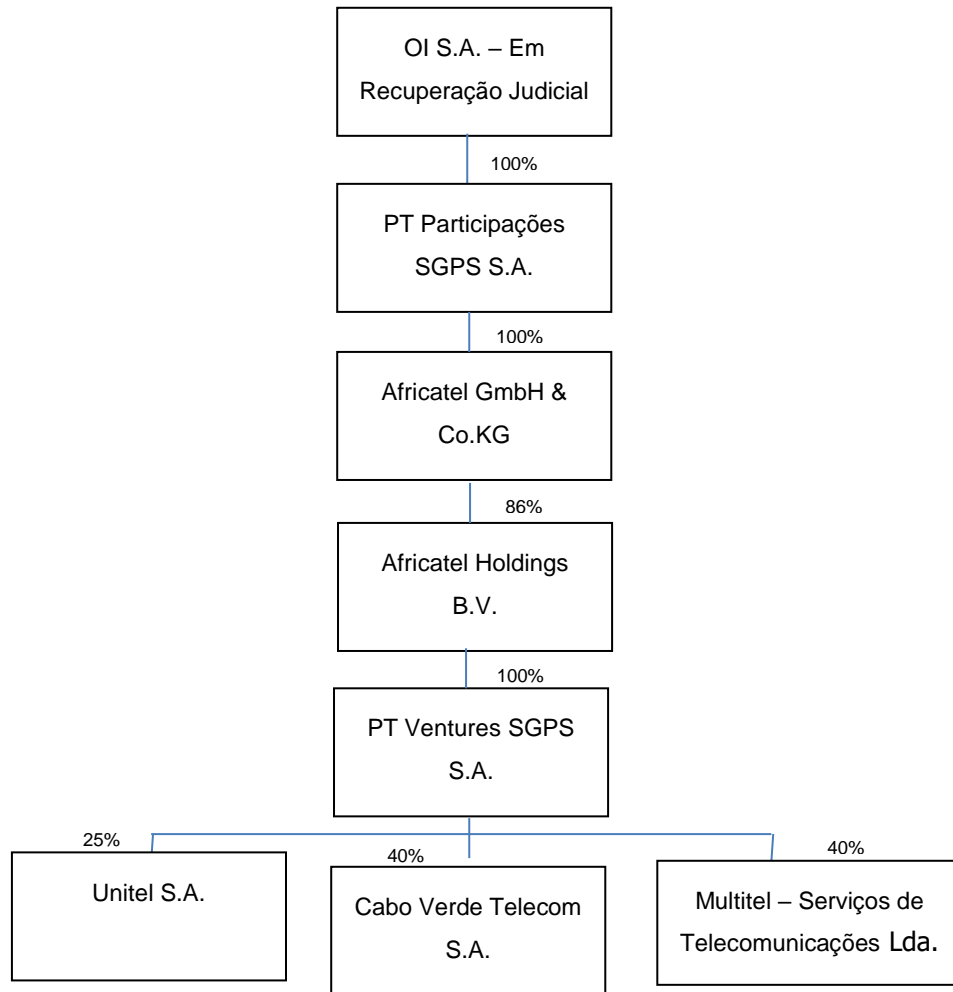 OI S.A. – Em
Recuperação Judicial
100%
PT Participações
SGPS S.A.
100%
Africatel GmbH &
Co.KG
86%
Africatel Holdings
B.V.
100%
PT Ventures SGPS
S.A.
25%
Unitel S.A.
40%
Cabo Verde Telecom
S.A.
40%
Multitel – Serviços de
Telecomunicações Lda.